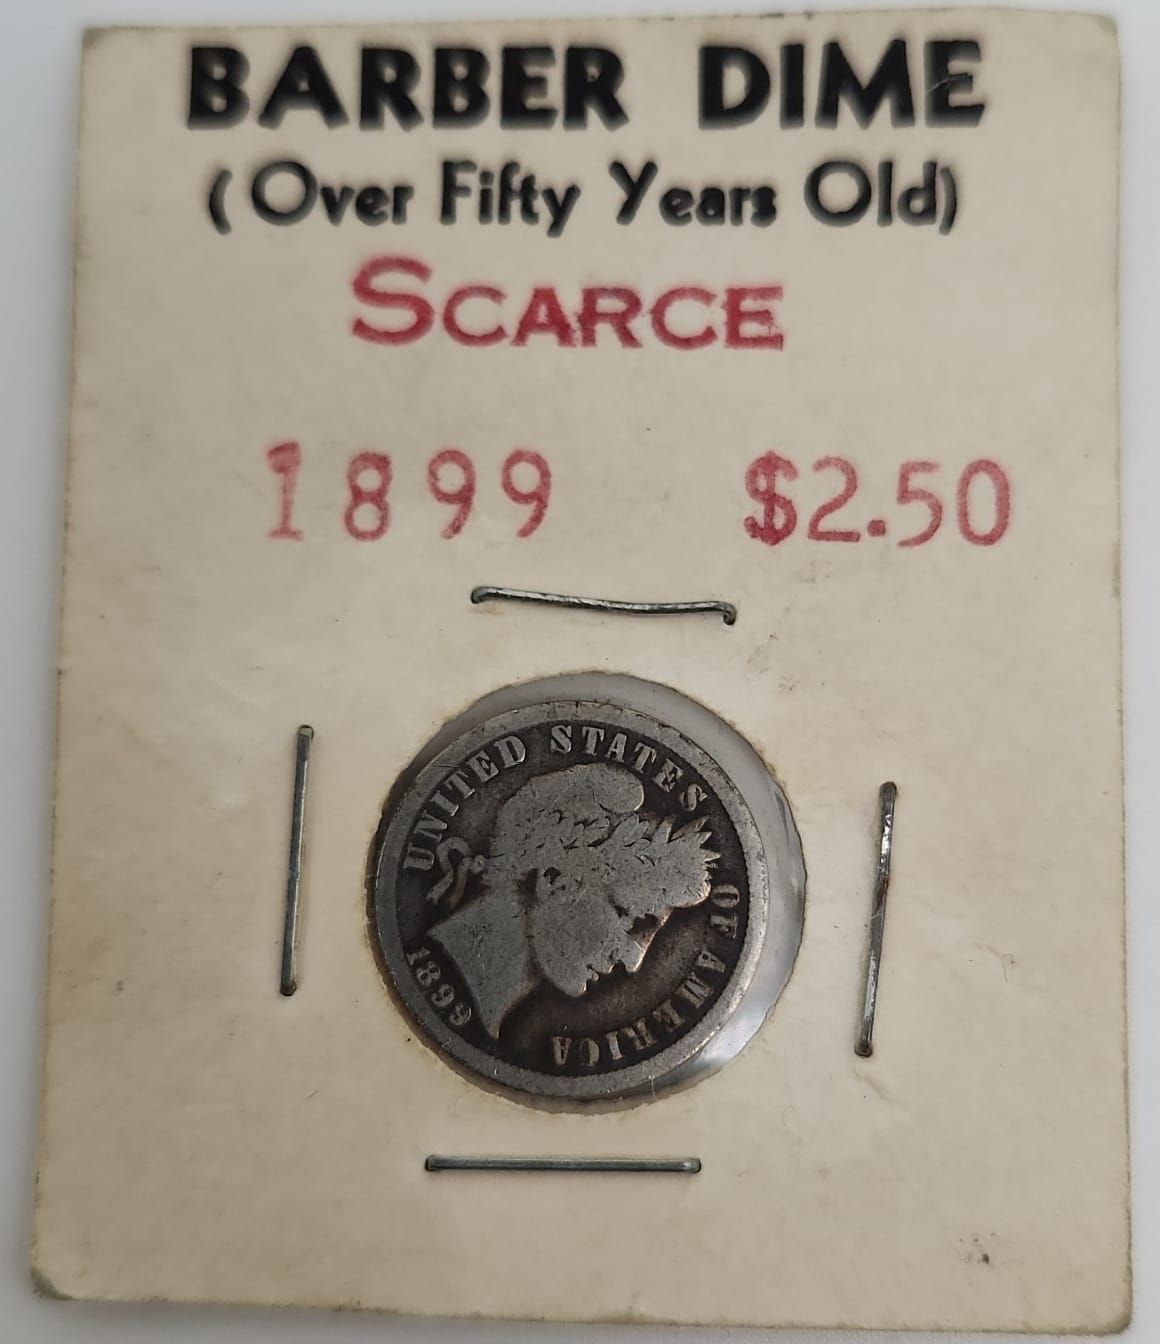 BARBER DIME
(Over Fifty Years Old)
SCARCE
1899 $2.50
UNITED STATES OF AMERICA
1899